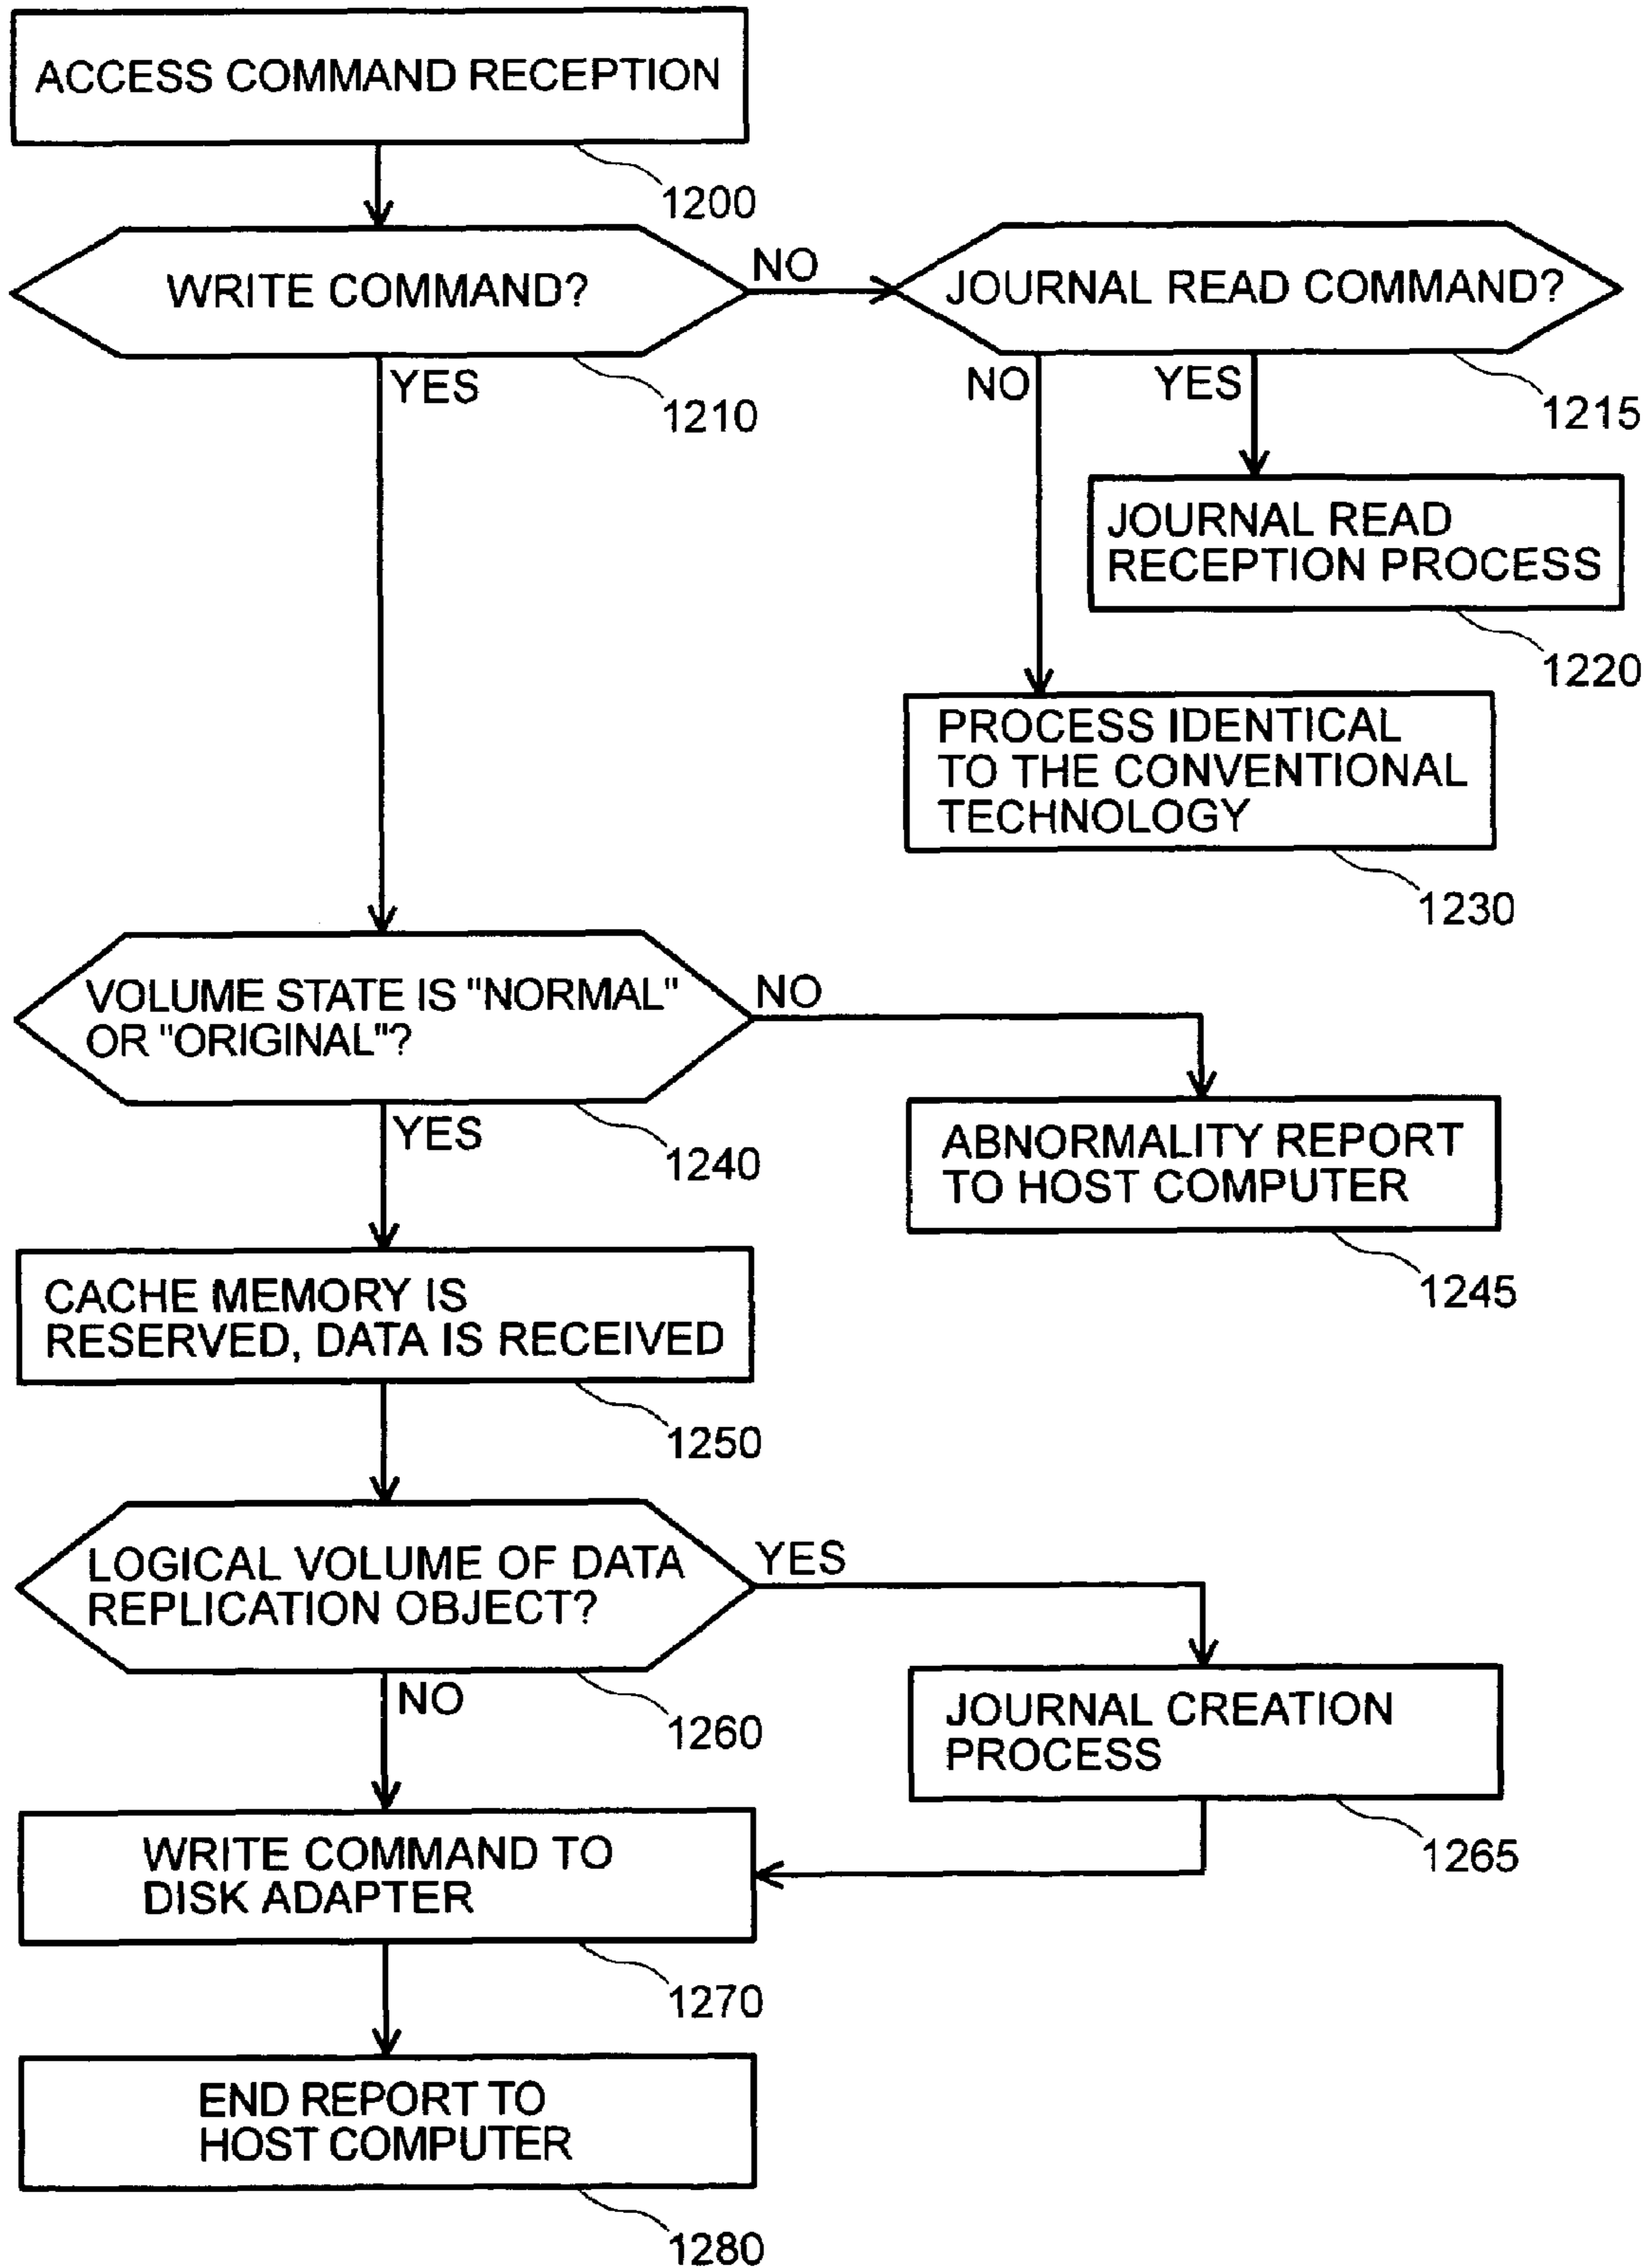 ACCESS COMMAND RECEPTION
1200
WRITE COMMAND?
NO
JOURNAL READ COMMAND?
YES
1210
NO
YES
1215
JOURNAL READ
RECEPTION PROCESS
1220
PROCESS IDENTICAL
TO THE CONVENTIONAL
TECHNOLOGY
1230
VOLUME STATE IS "NORMAL"
OR "ORIGINAL"?
NO
YES
1240
ABNORMALITY REPORT
TO HOST COMPUTER
1245
CACHE MEMORY IS
RESERVED, DATA IS RECEIVED
1250
LOGICAL VOLUME OF DATA
REPLICATION OBJECT?
YES
NO
1260
JOURNAL CREATION
PROCESS
1265
WRITE COMMAND TO
DISK ADAPTER
1270
END REPORT TO
HOST COMPUTER
1280